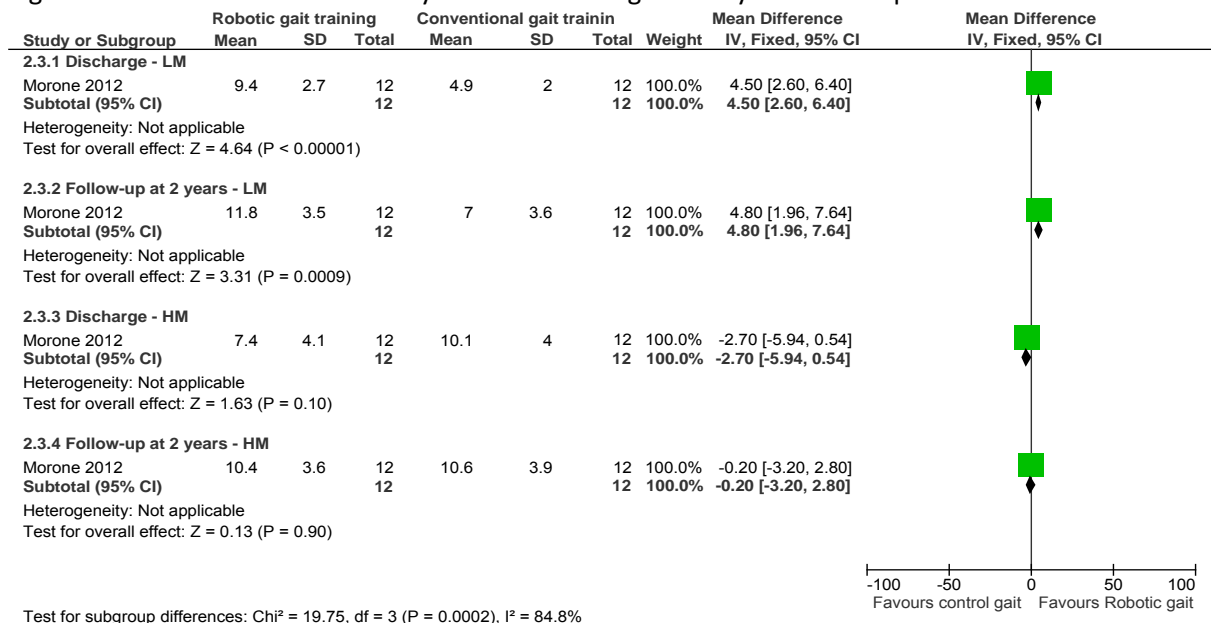 Robotic gait training Conventional gait trainin Mean Difference Mean Difference
Study or Subgroup Mean SD Total Mean SD Total Weight IV, Fixed, 95% CI IV, Fixed, 95% CI
2.3.1 Discharge - LM
Morone 2012 9.4 2.7 12 4.9 2 12 100.0% 4.50 [2.60, 6.40]
Subtotal (95% CI) 12 12 100.0% 4.50 [2.60, 6.40]
Heterogeneity: Not applicable
Test for overall effect: Z = 4.64 (P < 0.00001)
2.3.2 Follow-up at 2 years - LM
Morone 2012 11.8 3.5 12 7 3.6 12 100.0% 4.80 [1.96, 7.64]
Subtotal (95% CI) 12 12 100.0% 4.80 [1.96, 7.64]
Heterogeneity: Not applicable
Test for overall effect: Z = 3.31 (P = 0.0009)
2.3.3 Discharge - HM
Morone 2012 7.4 4.1 12 10.1 4 12 100.0% -2.70 [-5.94, 0.54]
Subtotal (95% CI) 12 12 100.0% -2.70 [-5.94, 0.54]
Heterogeneity: Not applicable
Test for overall effect: Z = 1.63 (P = 0.10)
2.3.4 Follow-up at 2 years - HM
Morone 2012 10.4 3.6 12 10.6 3.9 12 100.0% -0.20 [-3.20, 2.80]
Subtotal (95% CI) 12 12 100.0% -0.20 [-3.20, 2.80]
Heterogeneity: Not applicable
Test for overall effect: Z = 0.13 (P = 0.90)
-100 -50 0 50 100
Favours control gait Favours Robotic gait
Test for subgroup differences: Chi² = 19.75, df = 3 (P = 0.0002), I² = 84.8%